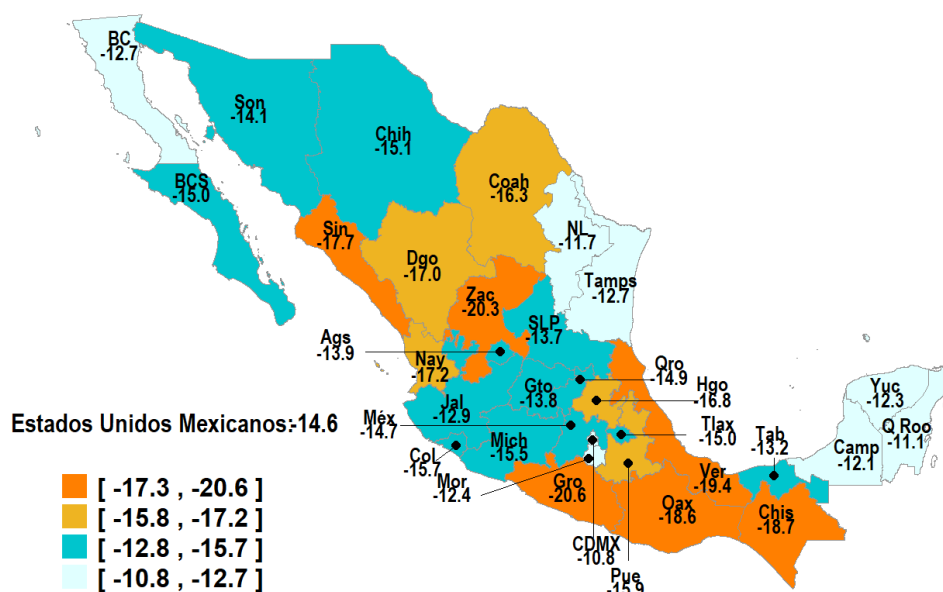 BC
-12.7
Son
-14.1
Chih
-15.1
Coah
-16.3
BCS
-15.0
Sin
-17.7
NL
-11.7
Dgo
-17.0
Tamps
-12.7
Zac
-20.3
SLP
-13.7
Ags
-13.9
Nay
-17.2
Qro
-14.9
Hgo
-16.8
Gto
-13.8
Yuc
-12.3
Jal
-12.9
Estados Unidos Mexicanos:-14.6
Méx
-14.7
Tlax
-15.0
Tab
-13.2
Q Roo
-11.1
Mich
-15.5
Camp
-12.1
Col
-15.7
Mor
-12.4
Gro
-20.6
Ver
-19.4
Oax
-18.6
Chis
-18.7
CDMX
-10.8
Pue
-15.9
[ -17.3 , -20.6 ]
[ -15.8 , -17.2 ]
[ -12.8 , -15.7 ]
[ -10.8 , -12.7 ]